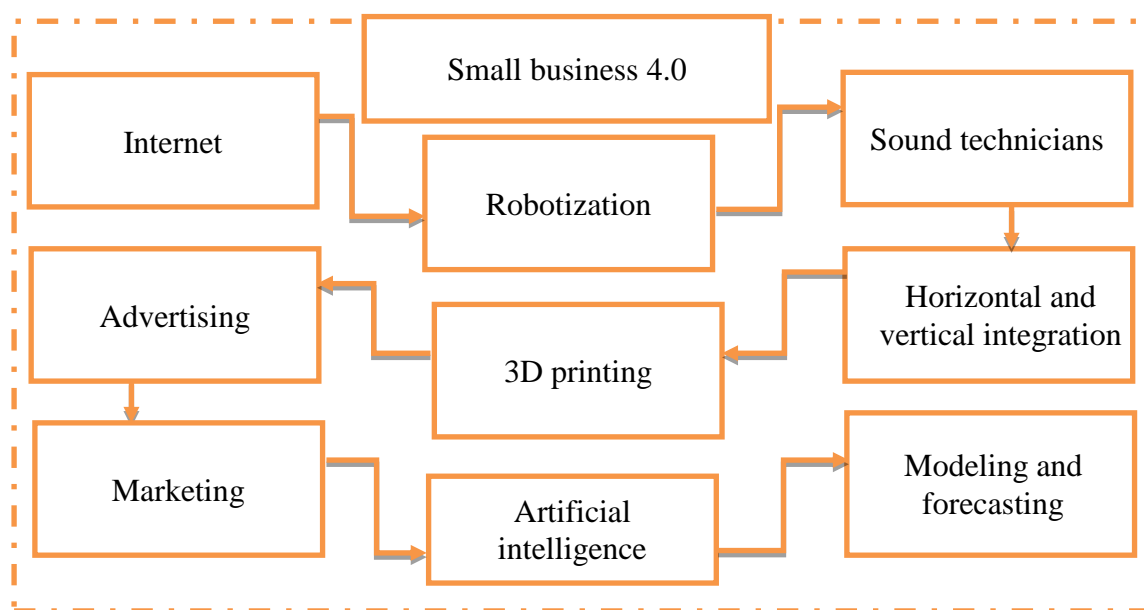 Small business 4.0
Internet
Robotization
Sound technicians
Horizontal and
vertical integration
3D printing
Advertising
Marketing
Artificial
intelligence
Modeling and
forecasting